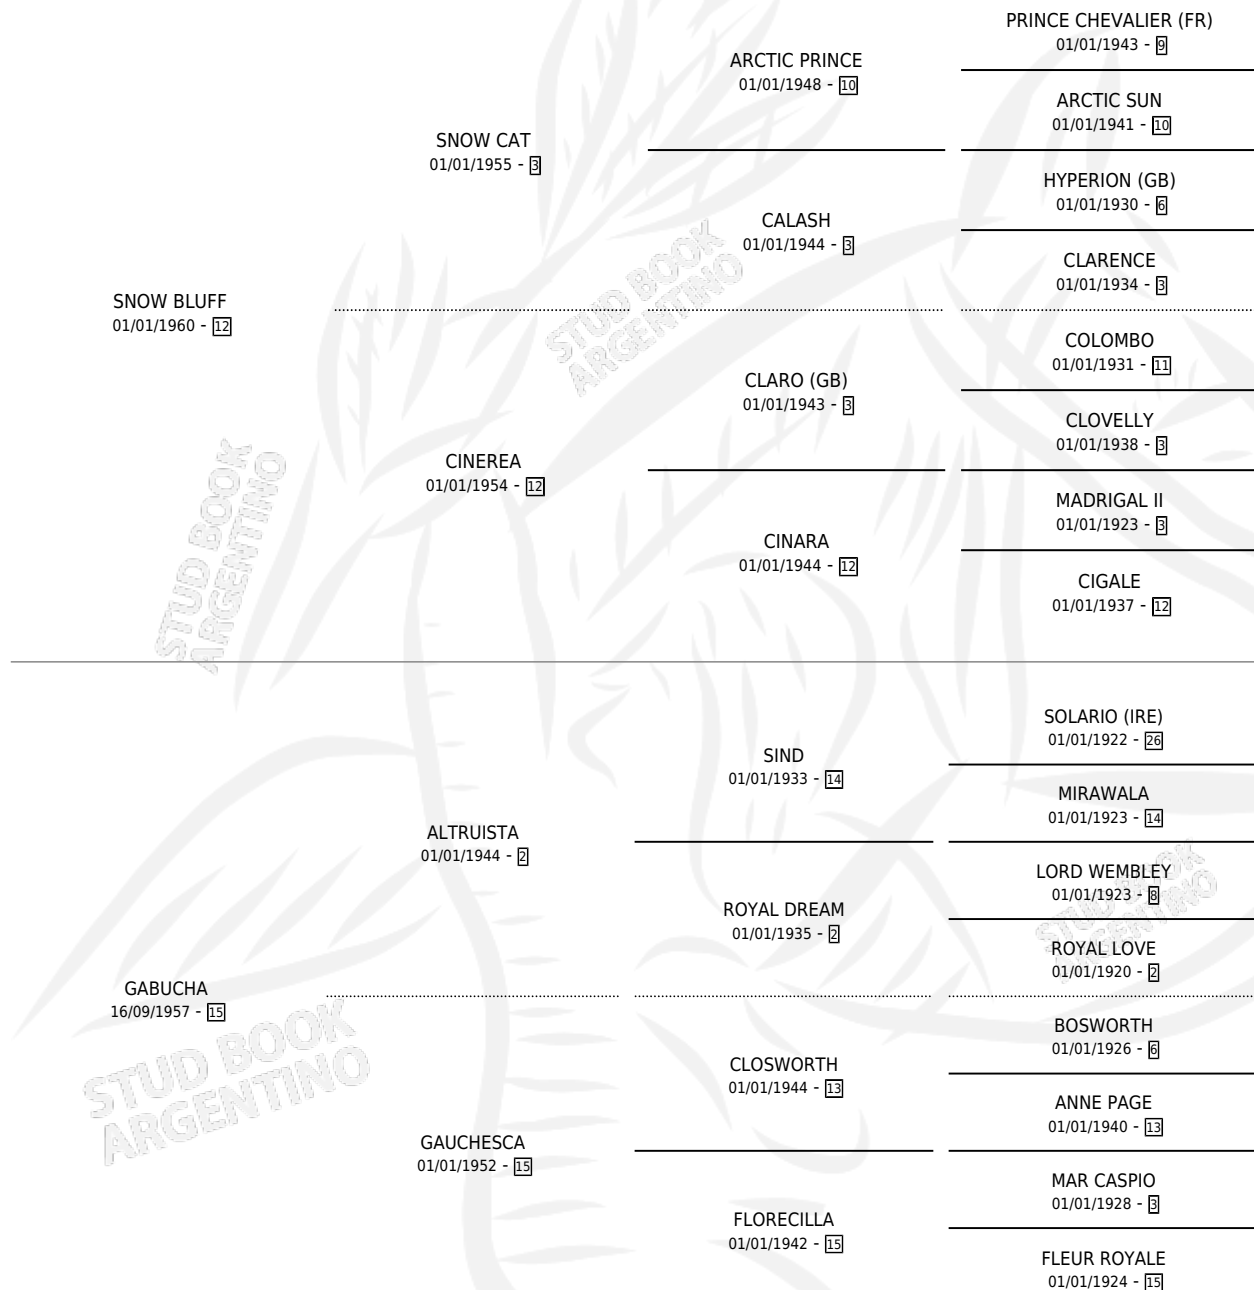 PRINCE CHEVALIER (FR)
01/01/1943 - 9
ARCTIC PRINCE
01/01/1948 - 10
ARCTIC SUN
01/01/1941 - 10
SNOW CAT
01/01/1955 - 3
HYPERION (GB)
01/01/1930 - 6
CALASH
01/01/1944 - 3
CLARENCE
01/01/1934 - 3
SNOW BLUFF
01/01/1960 - 12
COLOMBO
01/01/1931 - 11
CLARO (GB)
01/01/1943 - 3
CLOVELLY
01/01/1938 - 3
CINEREA
01/01/1954 - 12
MADRIGAL II
01/01/1923 - 3
CINARA
01/01/1944 - 12
CIGALE
01/01/1937 - 12
SOLARIO (IRE)
01/01/1922 - 26
SIND
01/01/1933 - 14
MIRAWALA
01/01/1923 - 14
ALTRUISTA
01/01/1944 - 2
LORD WEMBLEY
01/01/1923 - 8
ROYAL DREAM
01/01/1935 - 2
ROYAL LOVE
01/01/1920 - 2
GABUCHA
16/09/1957 - 15
BOSWORTH
01/01/1926 - 6
CLOSWORTH
01/01/1944 - 13
ANNE PAGE
01/01/1940 - 13
GAUCHESCA
01/01/1952 - 15
MAR CASPIO
01/01/1928 - 3
FLORECILLA
01/01/1942 - 15
FLEUR ROYALE
01/01/1924 - 15
STUD BOOK
ARGENTINO
STUD BOOK
ARGENTINO
STUD BOOK
ARGENTINO
STUD BOOK
ARGENTINO